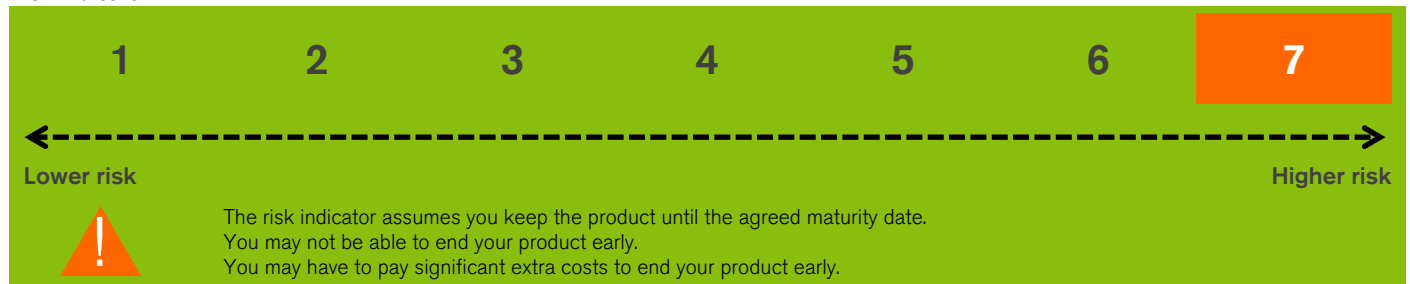 1 2 3 4 5 6 7
Lower risk Higher risk
!
The risk indicator assumes you keep the product until the agreed maturity date.
You may not be able to end your product early.
You may have to pay significant extra costs to end your product early.